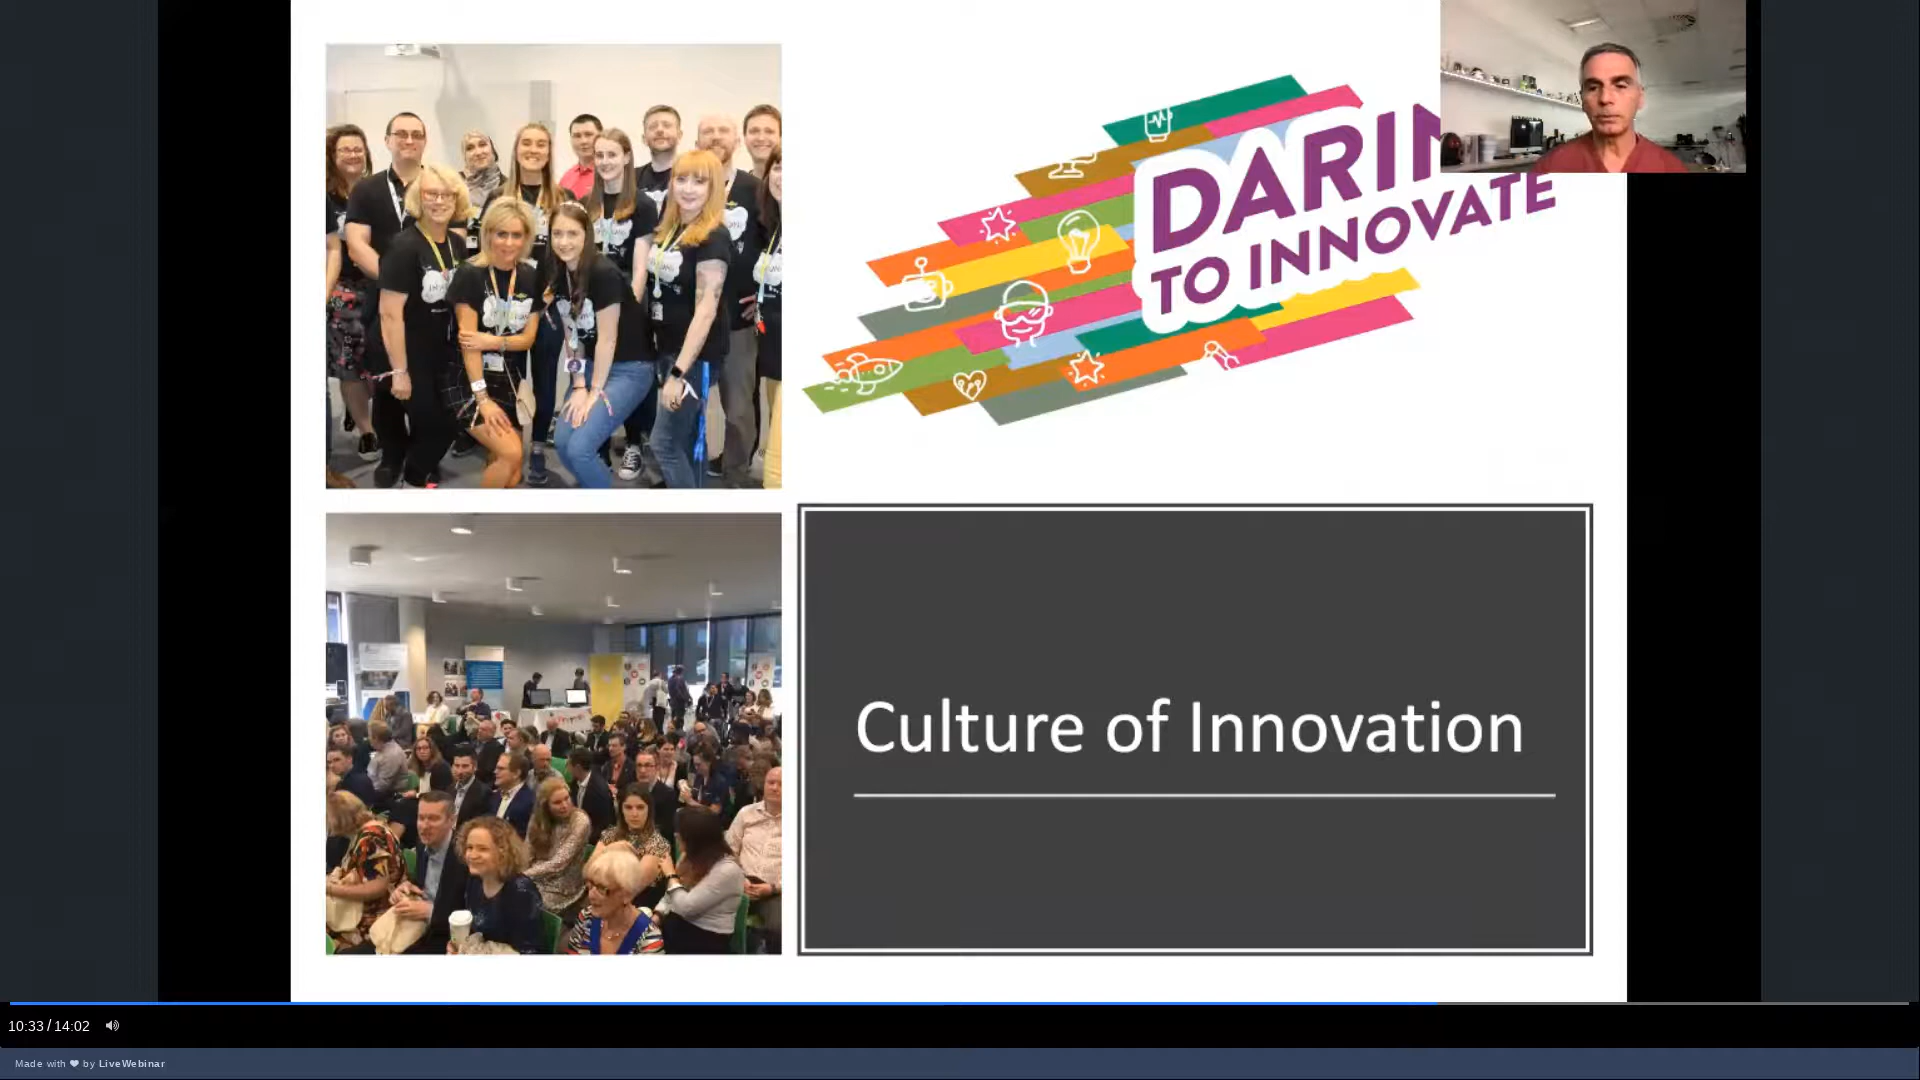 DARIN
TO INNOVATE
Culture of Innovation
10:33 / 14:02
Made with ❤ by LiveWebinar